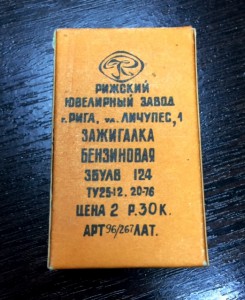 РИЖСКИЙ
ЮВЕЛИРНЫЙ ЗАВОД
г. РИГА, ул. ЛИЧУПЕС, 1
ЗАЖИГАЛКА
БЕНЗИНОВАЯ
ЗБУЛВ 124
ТУ25-12. 20-76
ЦЕНА 2 Р. 30 К.
АРТ 96/267 ЛАТ.